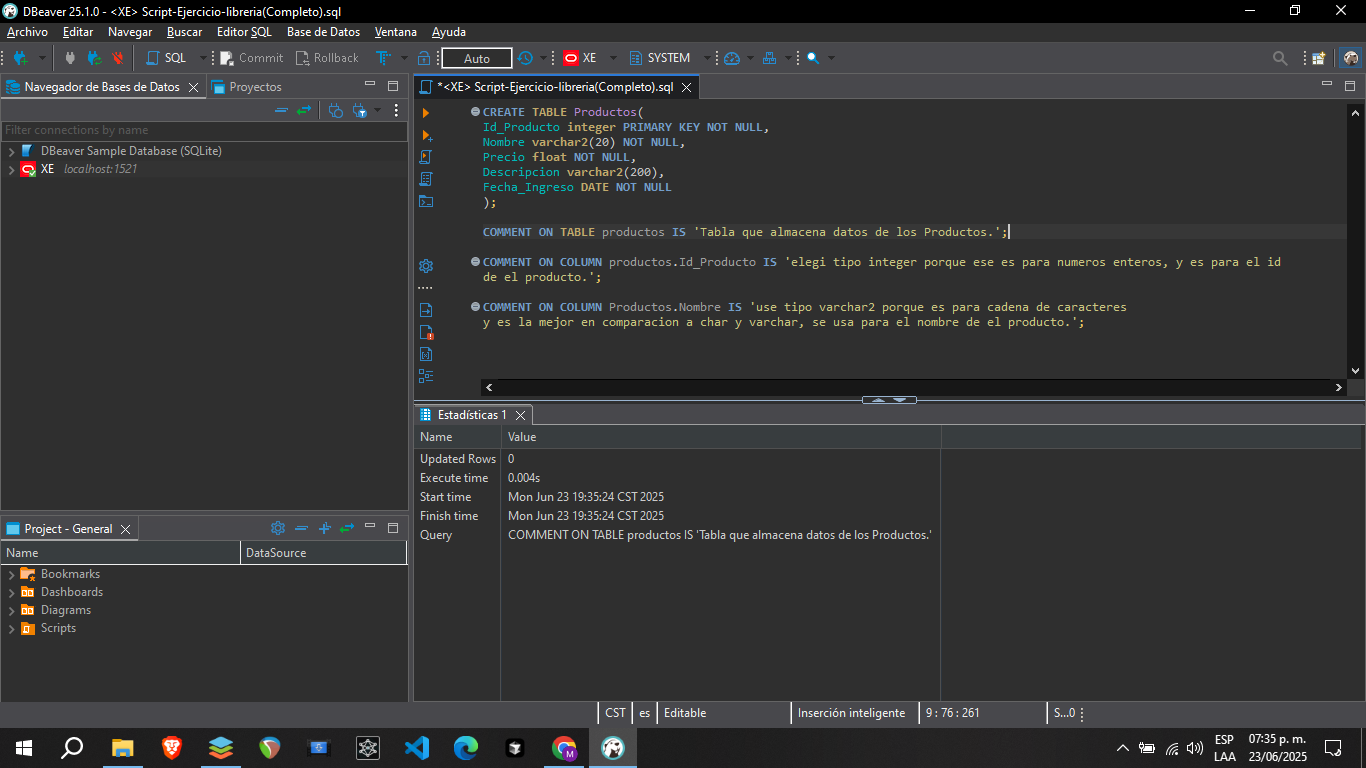 DBeaver 25.1.0 - <XE> Script-Ejercicio-libreria(Completo).sql
Archivo Editar Navegar Buscar Editor SQL Base de Datos Ventana Ayuda
SQL Commit Rollback Auto XE SYSTEM
Navegador de Bases de Datos Proyectos
Filter connections by name
DBeaver Sample Database (SQLite)
XE localhost:1521
*<XE> Script-Ejercicio-libreria(Completo).sql
CREATE TABLE Productos(
Id_Producto integer PRIMARY KEY NOT NULL,
Nombre varchar2(20) NOT NULL,
Precio float NOT NULL,
Descripcion varchar2(200),
Fecha_Ingreso DATE NOT NULL
);
COMMENT ON TABLE productos IS 'Tabla que almacena datos de los Productos.';
COMMENT ON COLUMN productos.Id_Producto IS 'elegi tipo integer porque ese es para numeros enteros, y es para el id
de el producto.';
COMMENT ON COLUMN Productos.Nombre IS 'use tipo varchar2 porque es para cadena de caracteres
y es la mejor en comparacion a char y varchar, se usa para el nombre de el producto.';
Estadísticas 1
Name Value
Updated Rows 0
Execute time 0.004s
Start time Mon Jun 23 19:35:24 CST 2025
Finish time Mon Jun 23 19:35:24 CST 2025
Query COMMENT ON TABLE productos IS 'Tabla que almacena datos de los Productos.'
Project - General
Name DataSource
Bookmarks
Dashboards
Diagrams
Scripts
CST es Editable Inserción inteligente 9 : 76 : 261 S...0
ESP 07:35 p. m.
LAA 23/06/2025